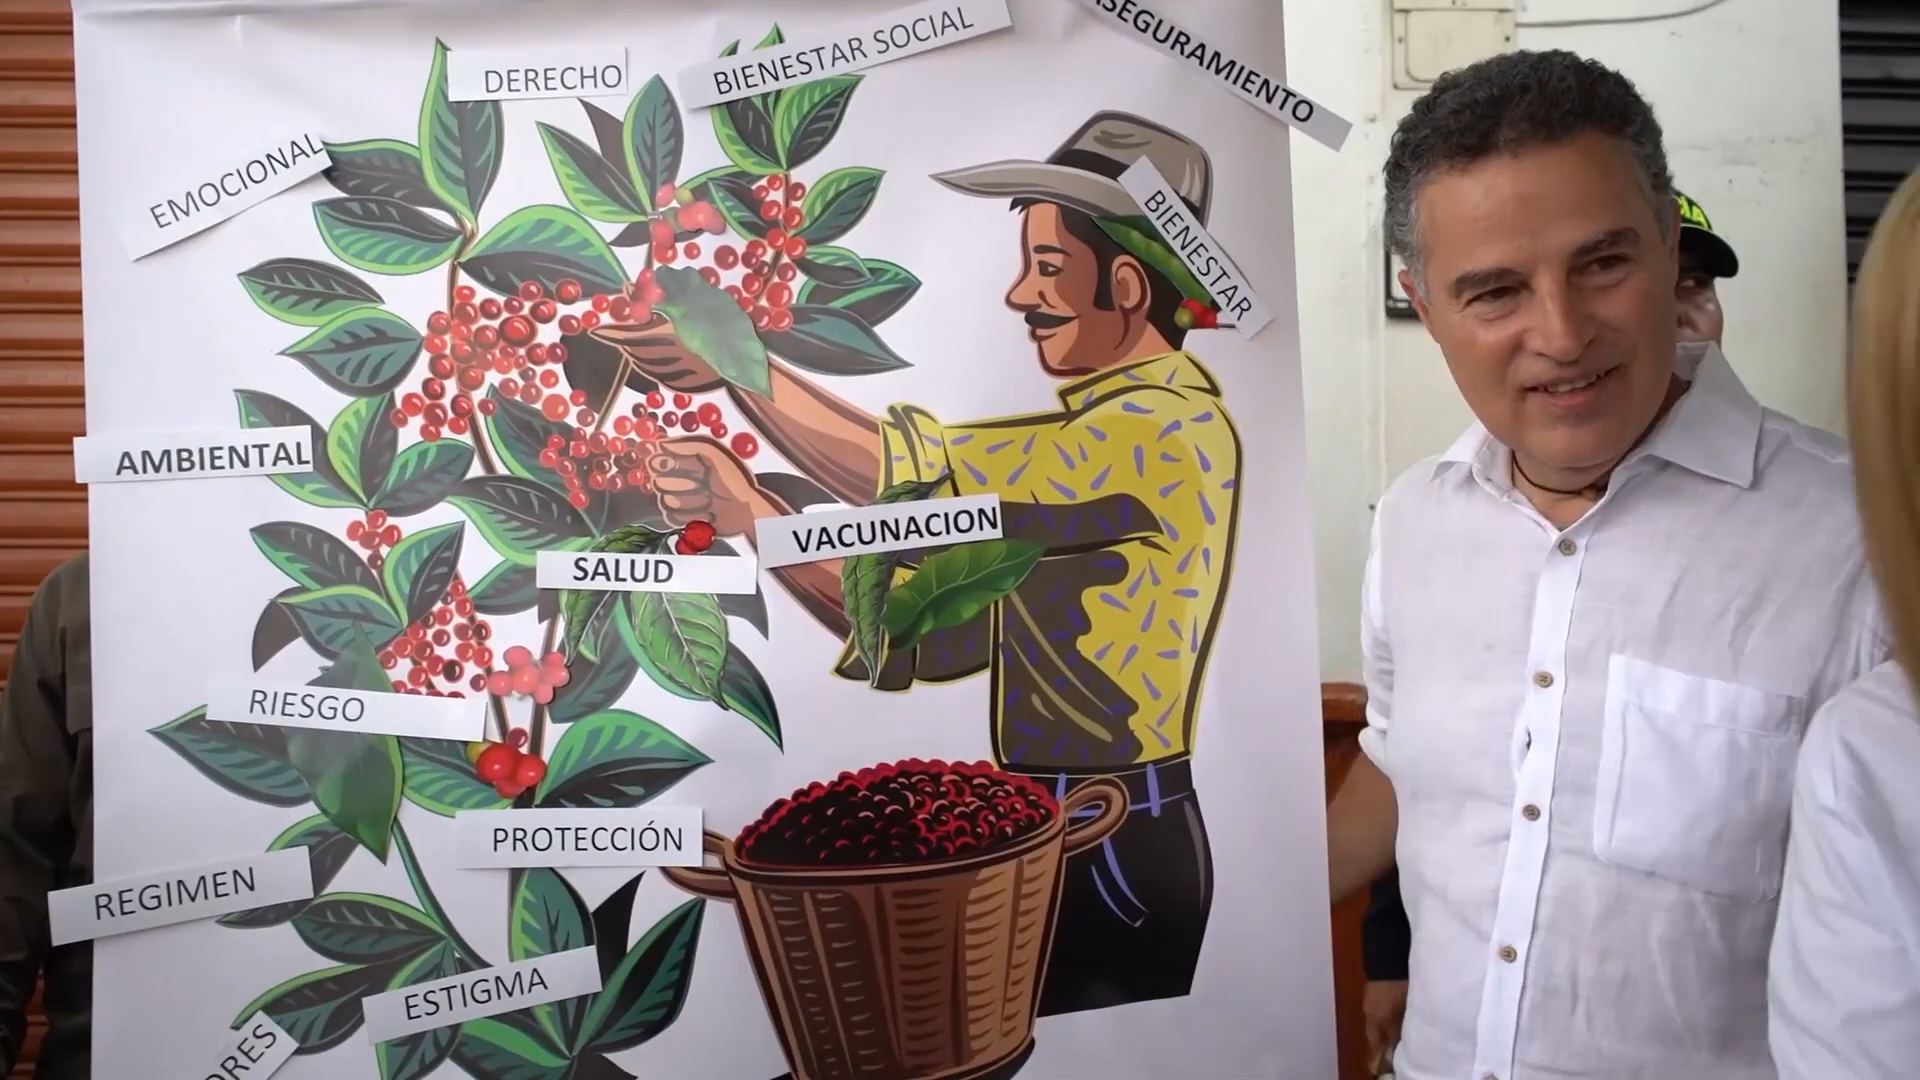 DERECHO
BIENESTAR SOCIAL
ASEGURAMIENTO
EMOCIONAL
BIENESTAR
AMBIENTAL
VACUNACION
SALUD
RIESGO
PROTECCIÓN
REGIMEN
ESTIGMA